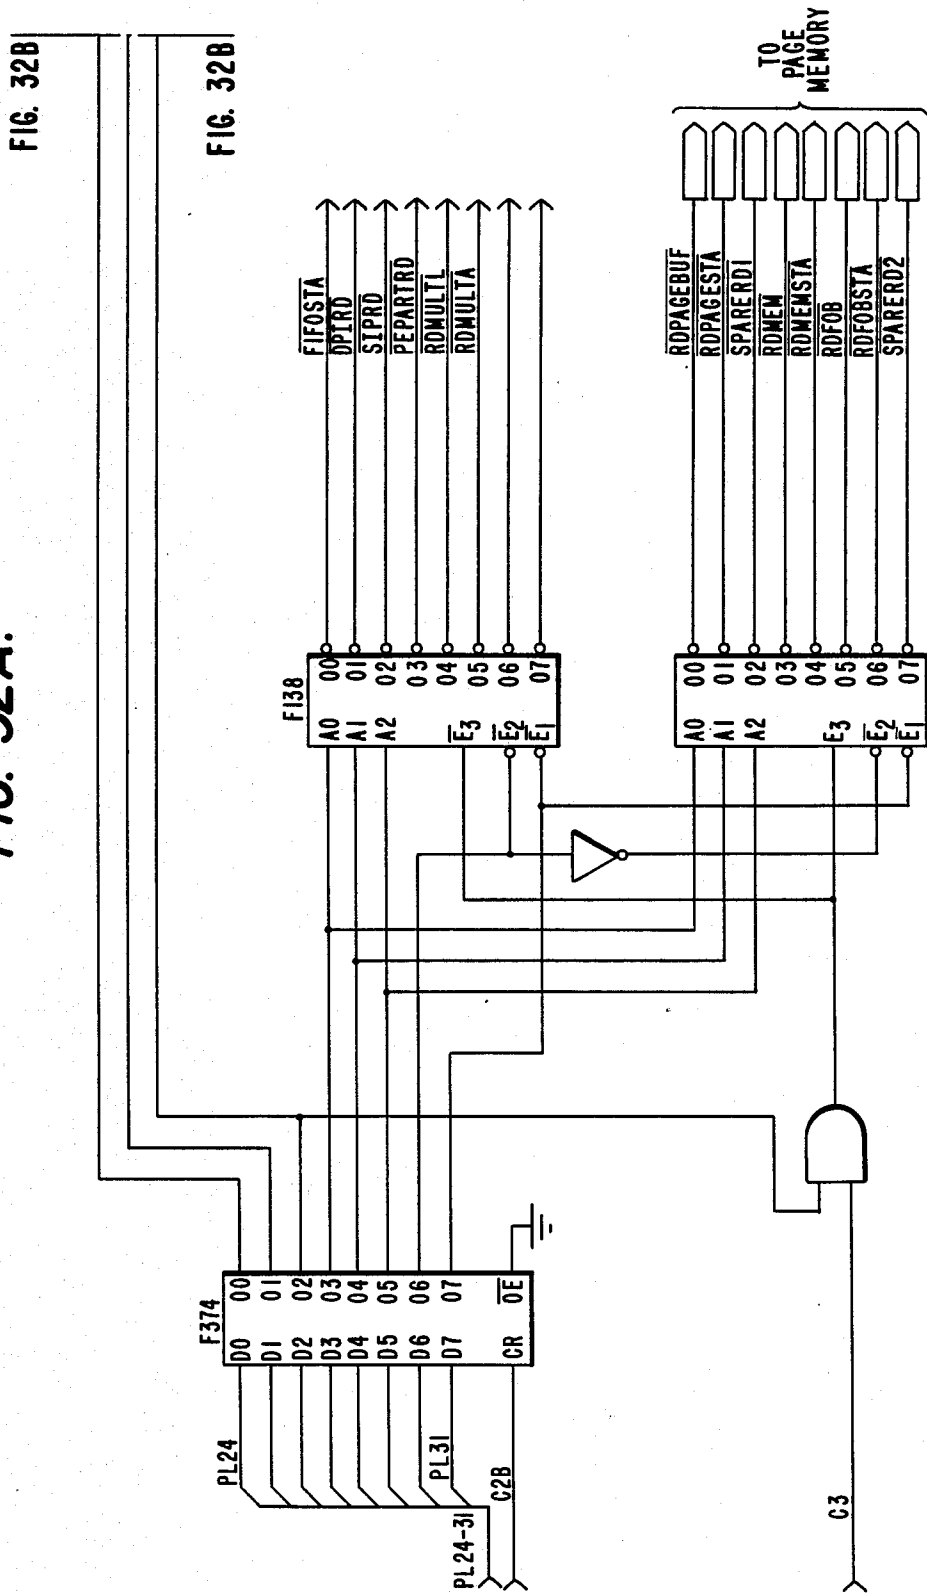 FIG. 32A.
FIG. 32B
FIG. 32B
PL24
PL31
PL24-31
C2B
C3
F374
D0 O0
D1 O1
D2 O2
D3 O3
D4 O4
D5 O5
D6 O6
D7 O7
CR OE
F138
A0 O0
A1 O1
A2 O2
O3
E3 O4
O5
E2 O6
E1 O7
FIFOSTA
DPIRD
SIPRD
PEPARTRD
RDMULTL
RDMULTA
A0 O0
A1 O1
A2 O2
O3
O4
E3 O5
E2 O6
E1 O7
RDPAGEBUF
RDPAGESTA
SPARERD1
RDMEM
RDMEMSTA
RDFOB
RDFOBSTA
SPARERD2
TO
PAGE
MEMORY